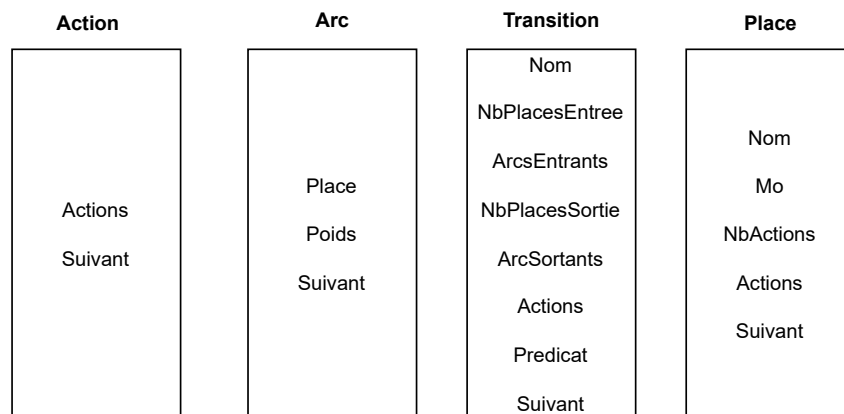 Action
Actions
Suivant
Arc
Place
Poids
Suivant
Transition
Nom
NbPlacesEntree
ArcsEntrants
NbPlacesSortie
ArcSortants
Actions
Predicat
Suivant
Place
Nom
Mo
NbActions
Actions
Suivant